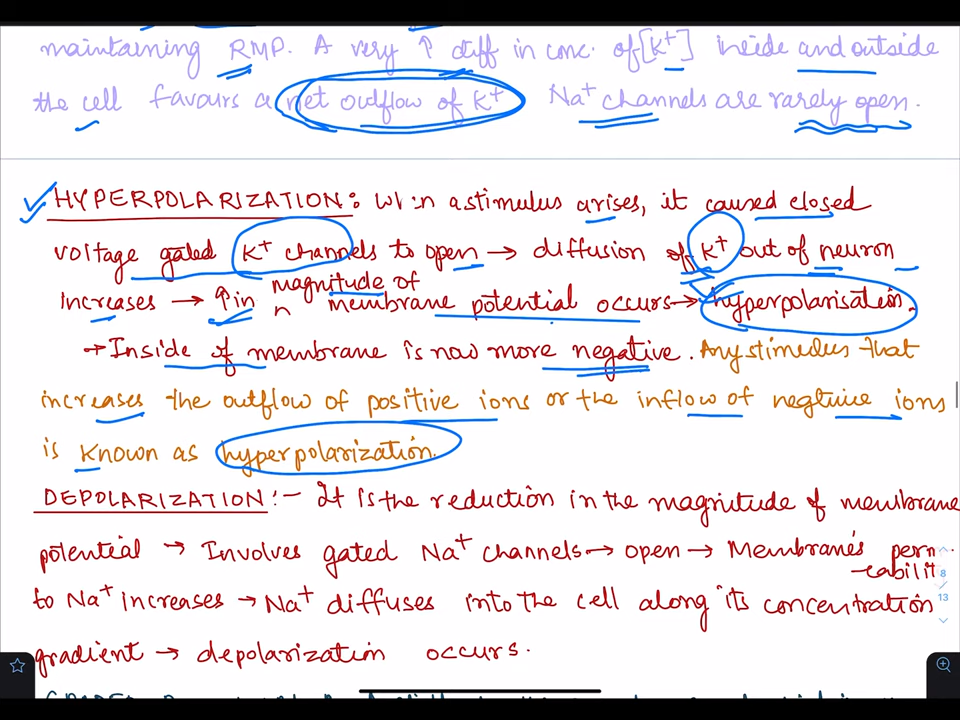 maintaining RMP. A very ↑ diff in conc. of [K+] inside and outside
the cell favours a net outflow of K+ Na+ channels are rarely open.
HYPERPOLARIZATION: When a stimulus arises, it caused closed
voltage gated K+ channels to open → diffusion of K+ out of neuron
increases → ↑ in magnitude of membrane potential occurs → hyperpolarisation.
→ Inside of membrane is now more negative. Any stimulus that
increases the outflow of positive ions or the inflow of negtive ions
is known as hyperpolarization.
DEPOLARIZATION:- It is the reduction in the magnitude of membrane
potential → Involves gated Na+ channels → open → Membrane's perm
-eabilit
to Na+ increases → Na+ diffuses into the cell along its concentration
gradient → depolarization occurs.
8
13